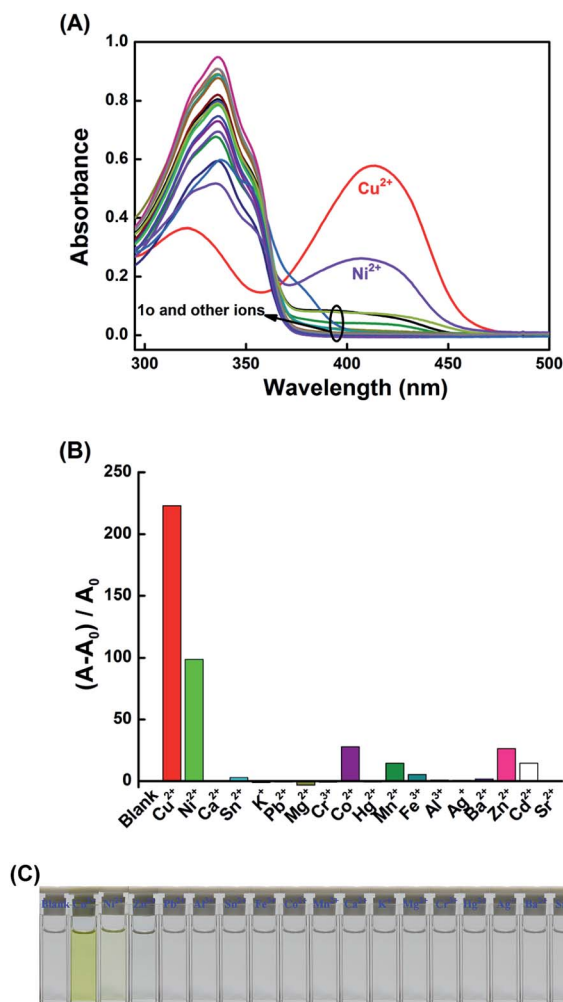 (A)
1.0
0.8
0.6
0.4
0.2
0.0
Absorbance
Cu²⁺
Ni²⁺
1o and other ions
300 350 400 450 500
Wavelength (nm)
(B)
250
200
150
100
50
0
(A-A₀) / A₀
Blank Cu²⁺ Ni²⁺ Ca²⁺ Sn²⁺ K⁺ Pb²⁺ Mg²⁺ Cr³⁺ Co²⁺ Hg²⁺ Mn²⁺ Fe³⁺ Al³⁺ Ag⁺ Ba²⁺ Zn²⁺ Cd²⁺ Sr²⁺
(C)
Blank Cu²⁺ Ni²⁺ Zn²⁺ Pb²⁺ Al³⁺ Sn²⁺ Fe³⁺ Co²⁺ Mn²⁺ Ca²⁺ K⁺ Mg²⁺ Cr³⁺ Hg²⁺ Ag⁺ Ba²⁺